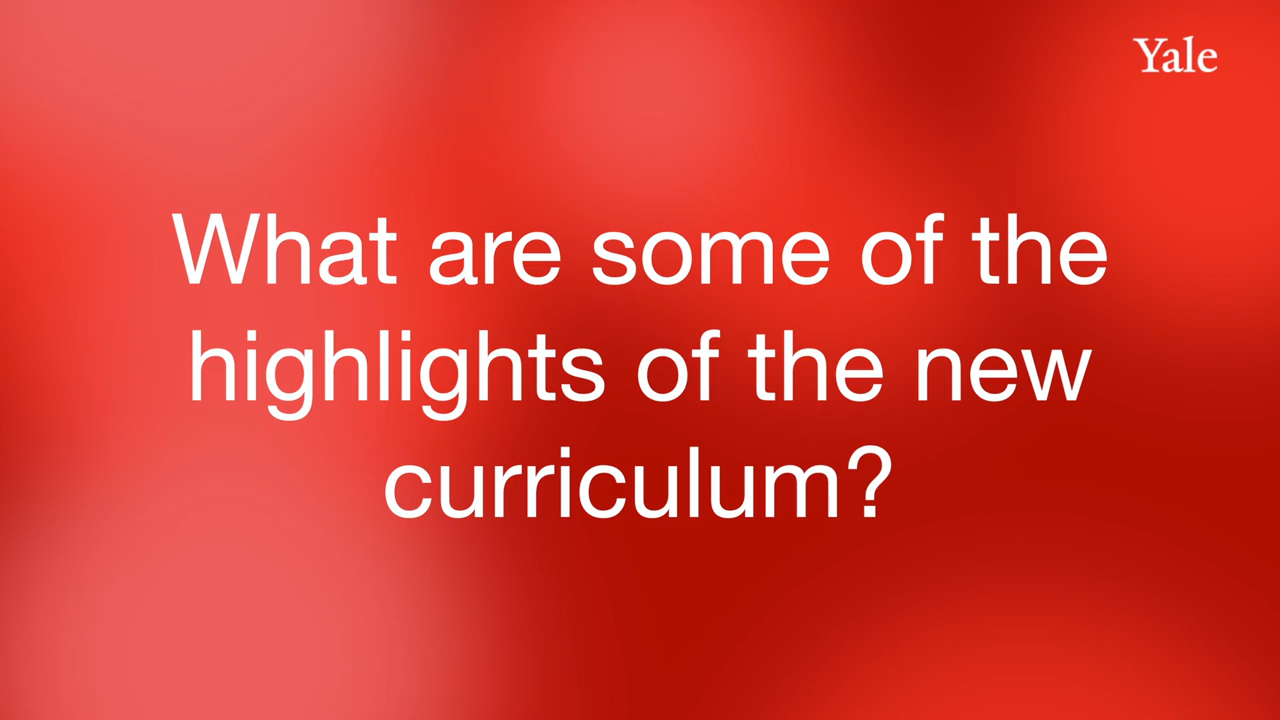 Yale
What are some of the
highlights of the new
curriculum?